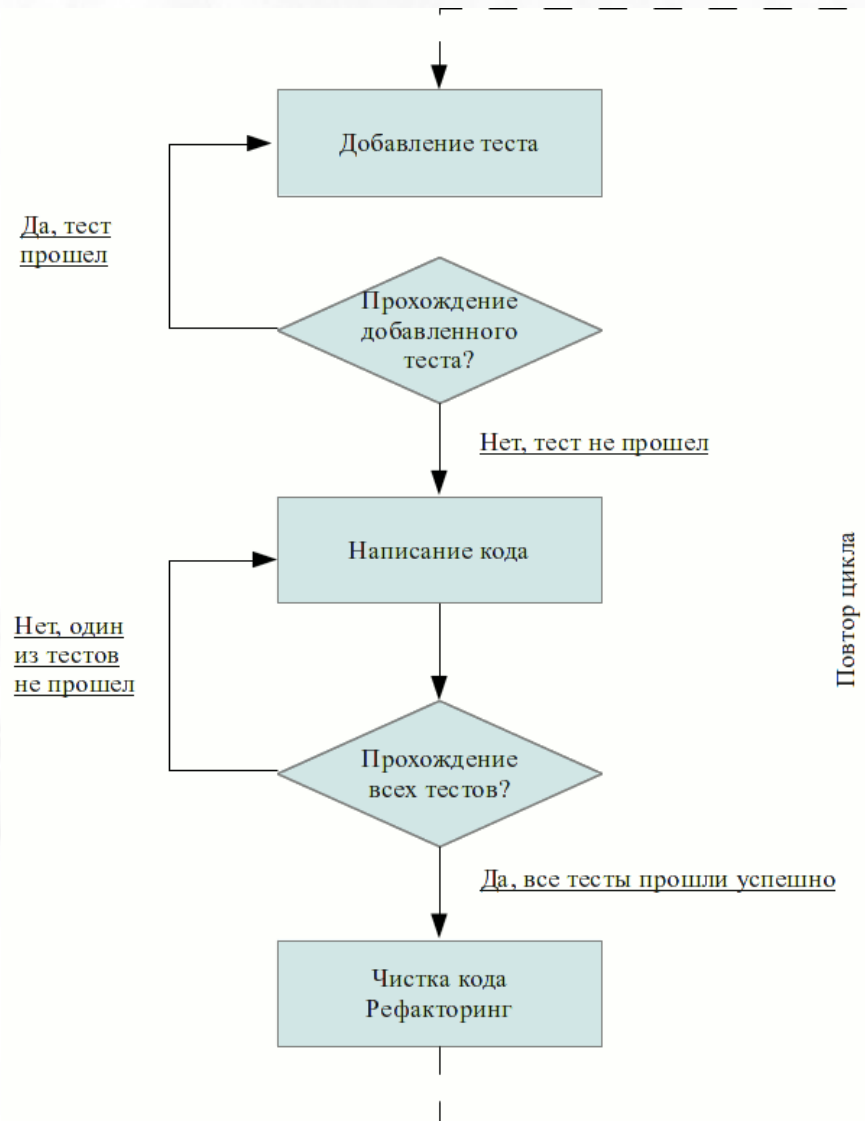 Добавление теста
Да, тест
прошел
Прохождение
добавленного
теста?
Нет, тест не прошел
Написание кода
Повтор цикла
Нет, один
из тестов
не прошел
Прохождение
всех тестов?
Да, все тесты прошли успешно
Чистка кода
Рефакторинг